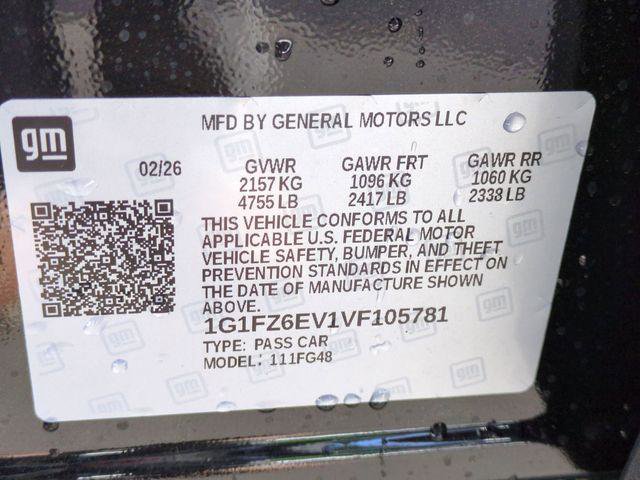 gm
MFD BY GENERAL MOTORS LLC
02/26 GVWR GAWR FRT GAWR RR
2157 KG 1096 KG 1060 KG
4755 LB 2417 LB 2338 LB
THIS VEHICLE CONFORMS TO ALL
APPLICABLE U.S. FEDERAL MOTOR
VEHICLE SAFETY, BUMPER, AND THEFT
PREVENTION STANDARDS IN EFFECT ON
THE DATE OF MANUFACTURE SHOWN
ABOVE.
1G1FZ6EV1VF105781
TYPE: PASS CAR
MODEL: 111FG48